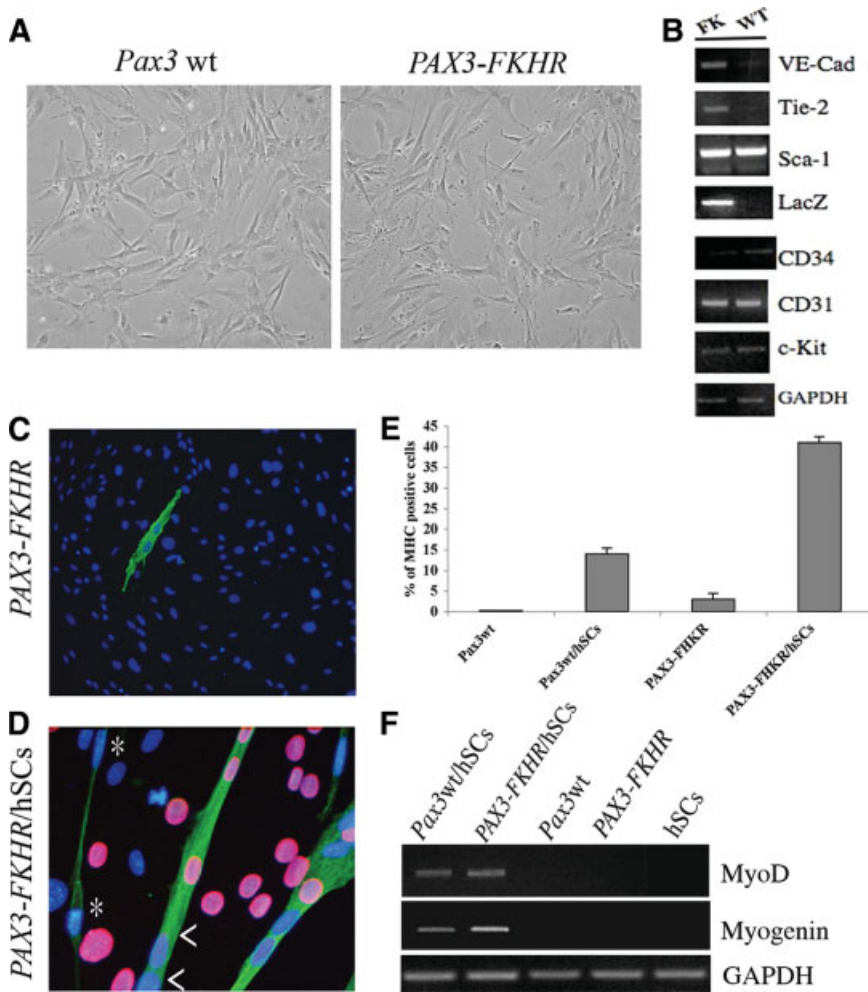 A
Pax3 wt
PAX3-FKHR
B
FK WT
VE-Cad
Tie-2
Sca-1
LacZ
CD34
CD31
c-Kit
GAPDH
C
PAX3-FKHR
D
PAX3-FKHR/hSCs
*
*
<
<
E
% of MHC positive cells
45
40
35
30
25
20
15
10
5
0
Pax3wt
Pax3wt/hSCs
PAX3-FHKR
PAX3-FHKR/hSCs
F
Pax3wt/hSCs
PAX3-FKHR/hSCs
Pax3wt
PAX3-FKHR
hSCs
MyoD
Myogenin
GAPDH